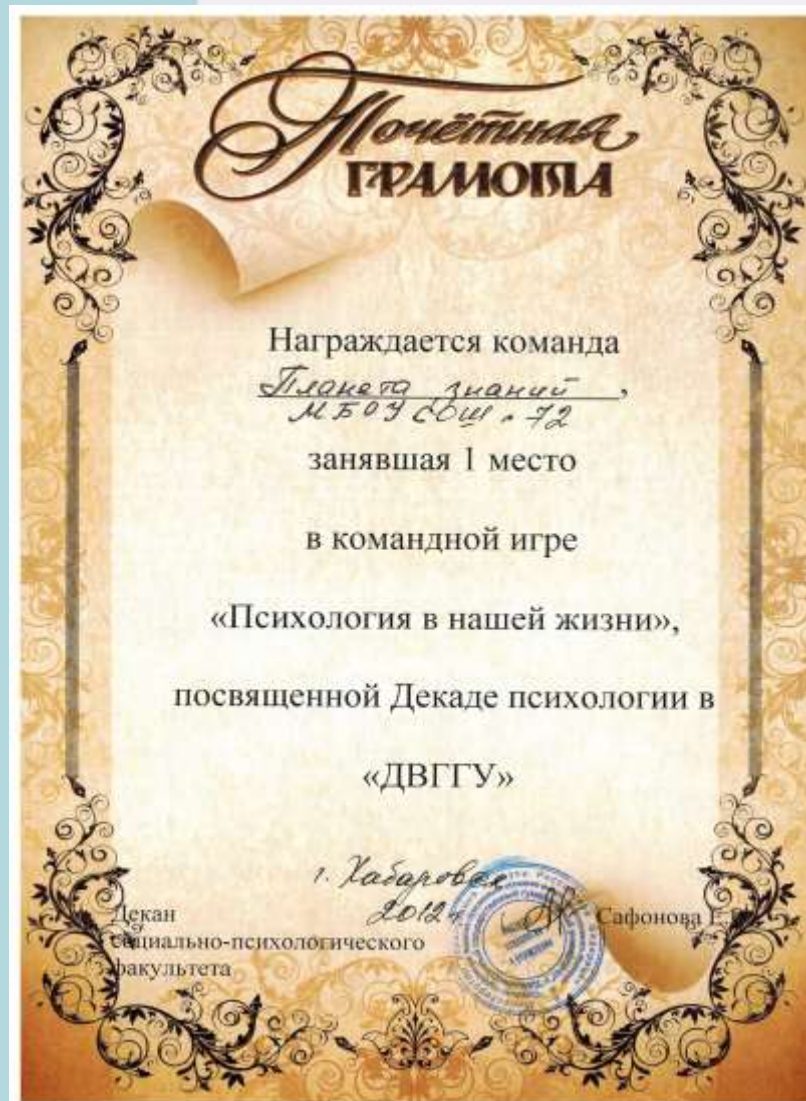 Почётная
ГРАМОТА
Награждается команда
Планета знаний,
МБОУ СОШ № 72
занявшая 1 место
в командной игре
«Психология в нашей жизни»,
посвященной Декаде психологии в
«ДВГГУ»
г. Хабаровск
2012 г
Декан
социально-психологического
факультета
Сафонова